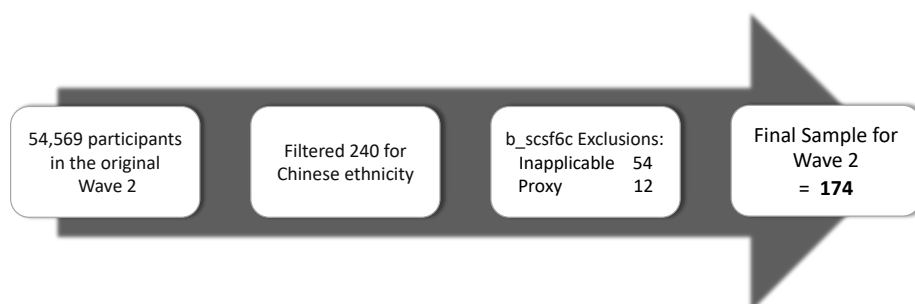 54,569 participants
in the original
Wave 2
Filtered 240 for
Chinese ethnicity
b_scsf6c Exclusions:
Inapplicable 54
Proxy 12
Final Sample for
Wave 2
= 174